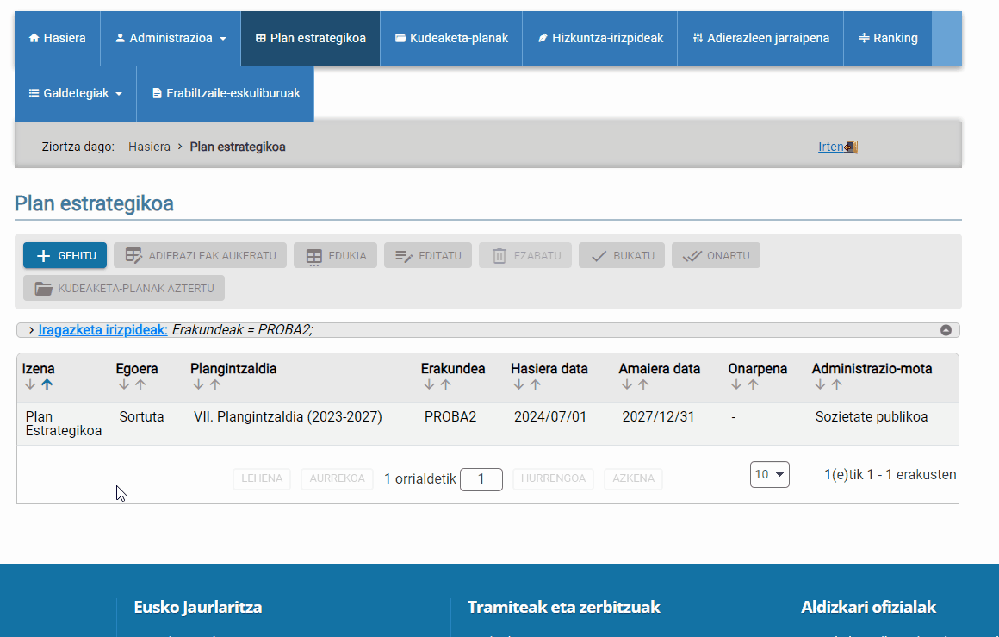 Hasiera Administrazioa Plan estrategikoa Kudeaketa-planak Hizkuntza-irizpideak Adierazleen jarraipena Ranking
Galdetegiak Erabiltzaile-eskuliburuak
Ziortza dago: Hasiera > Plan estrategikoa Irten
Plan estrategikoa
GEHITU ADIERAZLEAK AUKERATU EDUKIA EDITATU EZABATU BUKATU ONARTU
KUDEAKETA-PLANAK AZTERTU
> Iragazketa irizpideak: Erakundeak = PROBA2;
Izena Egoera Plangintzaldia Erakundea Hasiera data Amaiera data Onarpena Administrazio-mota
Plan Sortuta VII. Plangintzaldia (2023-2027) PROBA2 2024/07/01 2027/12/31 - Sozietate publikoa
Estrategikoa
LEHENA AURREKOA 1 orrialdetik 1 HURRENGOA AZKENA 10 1(e)tik 1 - 1 erakusten
Eusko Jaurlaritza Tramiteak eta zerbitzuak Aldizkari ofizialak